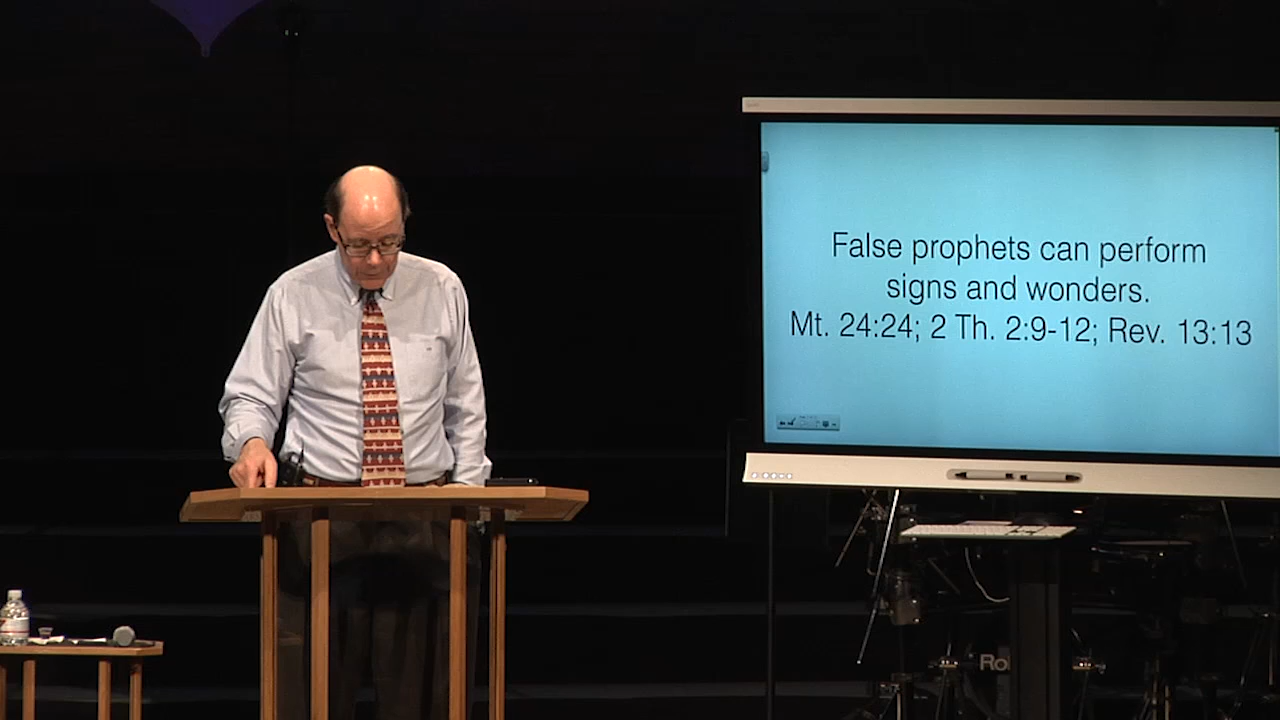 False prophets can perform
signs and wonders.
Mt. 24:24; 2 Th. 2:9-12; Rev. 13:13